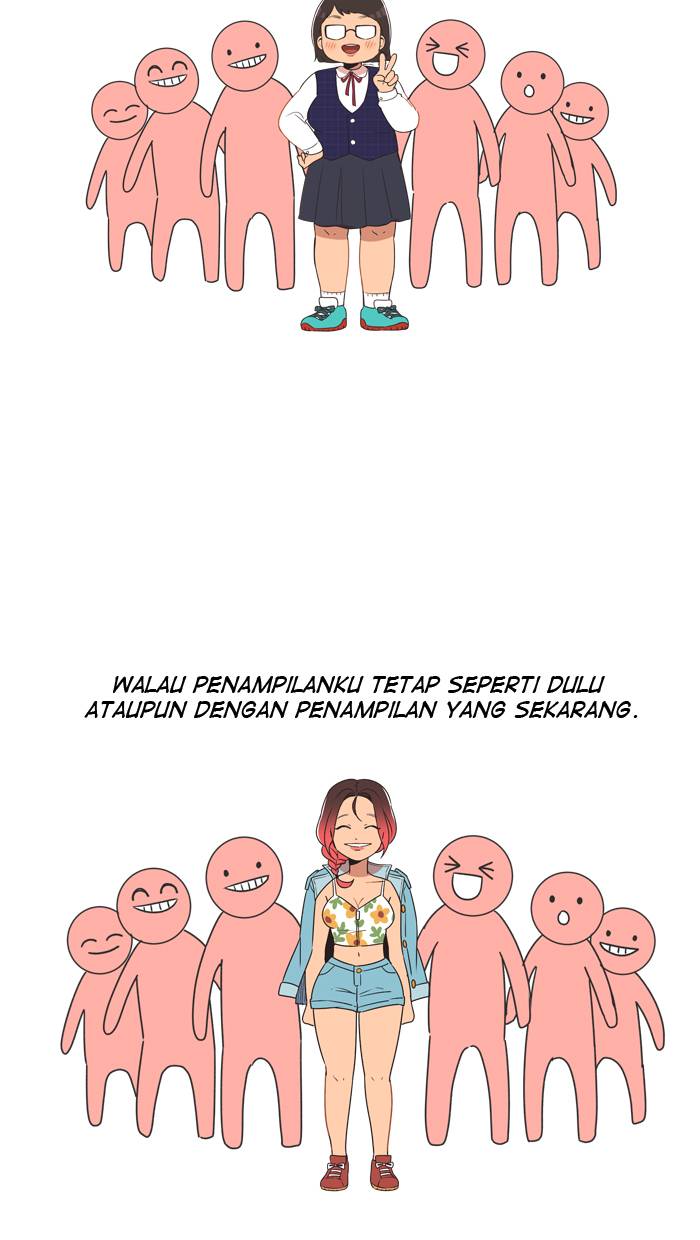 WALAU PENAMPILANKU TETAP SEPERTI DULU
ATAUPUN DENGAN PENAMPILAN YANG SEKARANG.